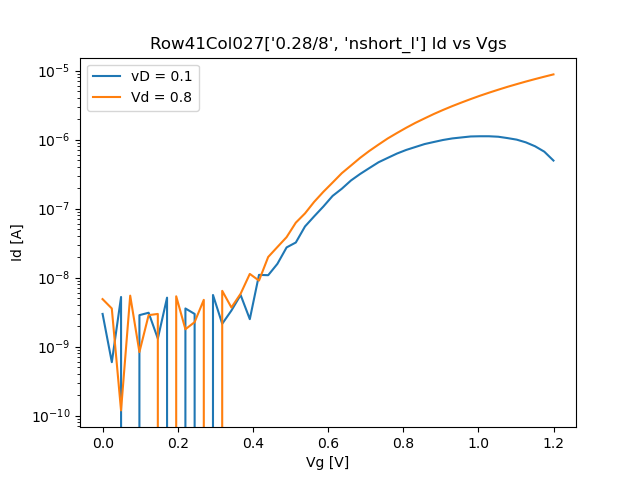 Row41Col027['0.28/8', 'nshort_l'] Id vs Vgs
vD = 0.1
Vd = 0.8
Id [A]
10⁻⁵
10⁻⁶
10⁻⁷
10⁻⁸
10⁻⁹
10⁻¹⁰
0.0 0.2 0.4 0.6 0.8 1.0 1.2
Vg [V]